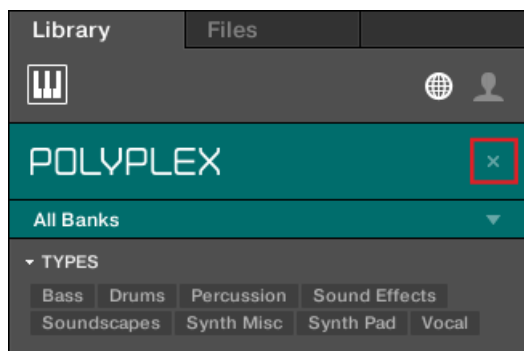 Library Files
POLYPLEX ×
All Banks
TYPES
Bass Drums Percussion Sound Effects
Soundscapes Synth Misc Synth Pad Vocal